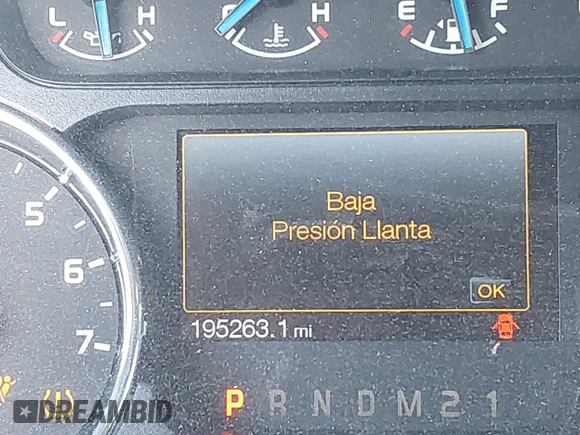 L H C H E F
5
6
7
Baja
Presión Llanta
OK
195263.1 mi
P R N D M 2 1
DREAMBID